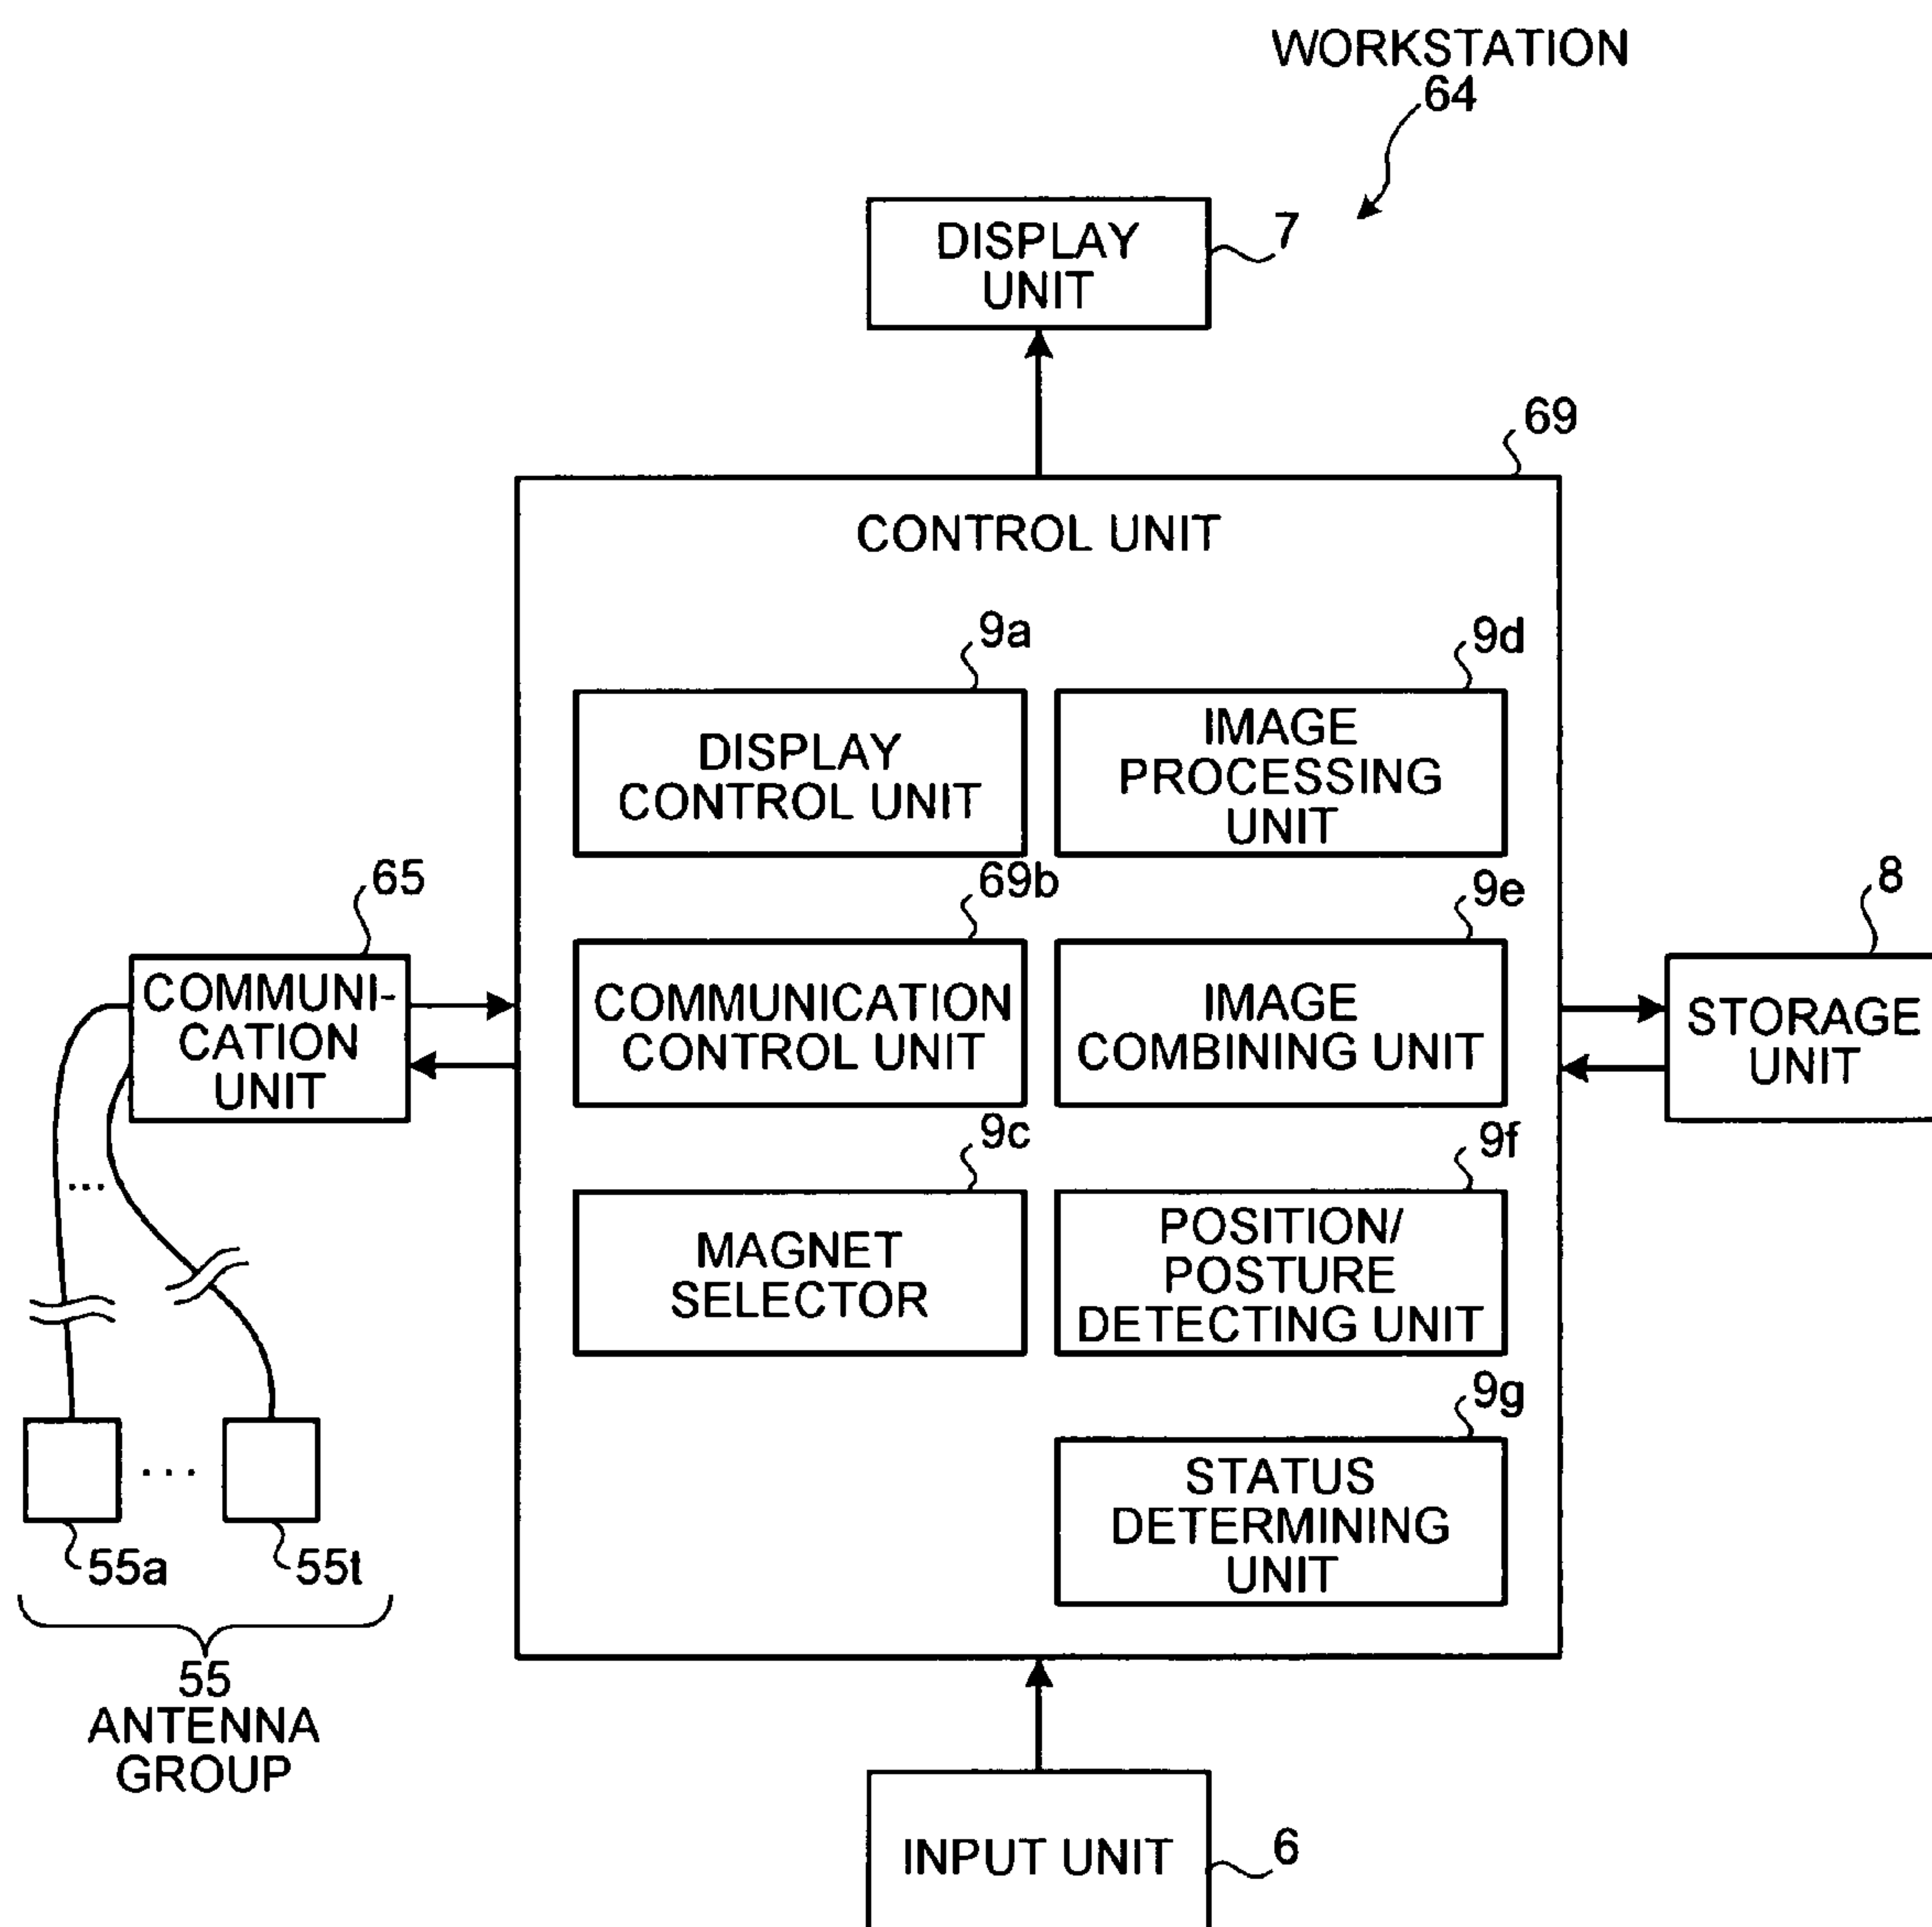 WORKSTATION
64
DISPLAY
UNIT
7
69
CONTROL UNIT
9a
DISPLAY
CONTROL UNIT
9d
IMAGE
PROCESSING
UNIT
65
COMMUNI-
CATION
UNIT
69b
COMMUNICATION
CONTROL UNIT
9e
IMAGE
COMBINING UNIT
8
STORAGE
UNIT
...
9c
MAGNET
SELECTOR
9f
POSITION/
POSTURE
DETECTING UNIT
9g
STATUS
DETERMINING
UNIT
...
55a
55t
55
ANTENNA
GROUP
INPUT UNIT
6